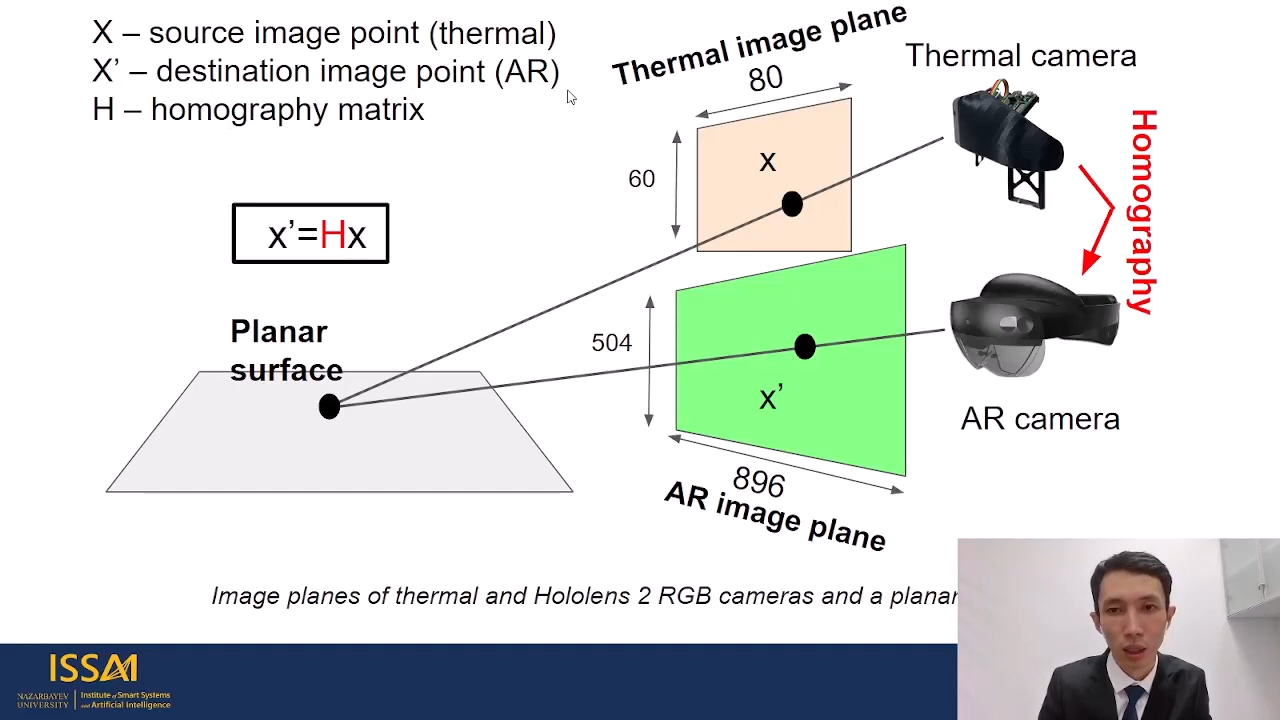 X – source image point (thermal)
X’ – destination image point (AR)
H – homography matrix
x’=Hx
Planar
surface
Thermal image plane
80
60
x
Thermal camera
Homography
504
x’
896
AR image plane
AR camera
Image planes of thermal and Hololens 2 RGB cameras and a planar
ISSAI
NAZARBAYEV
UNIVERSITY
Institute of Smart Systems
and Artificial Intelligence